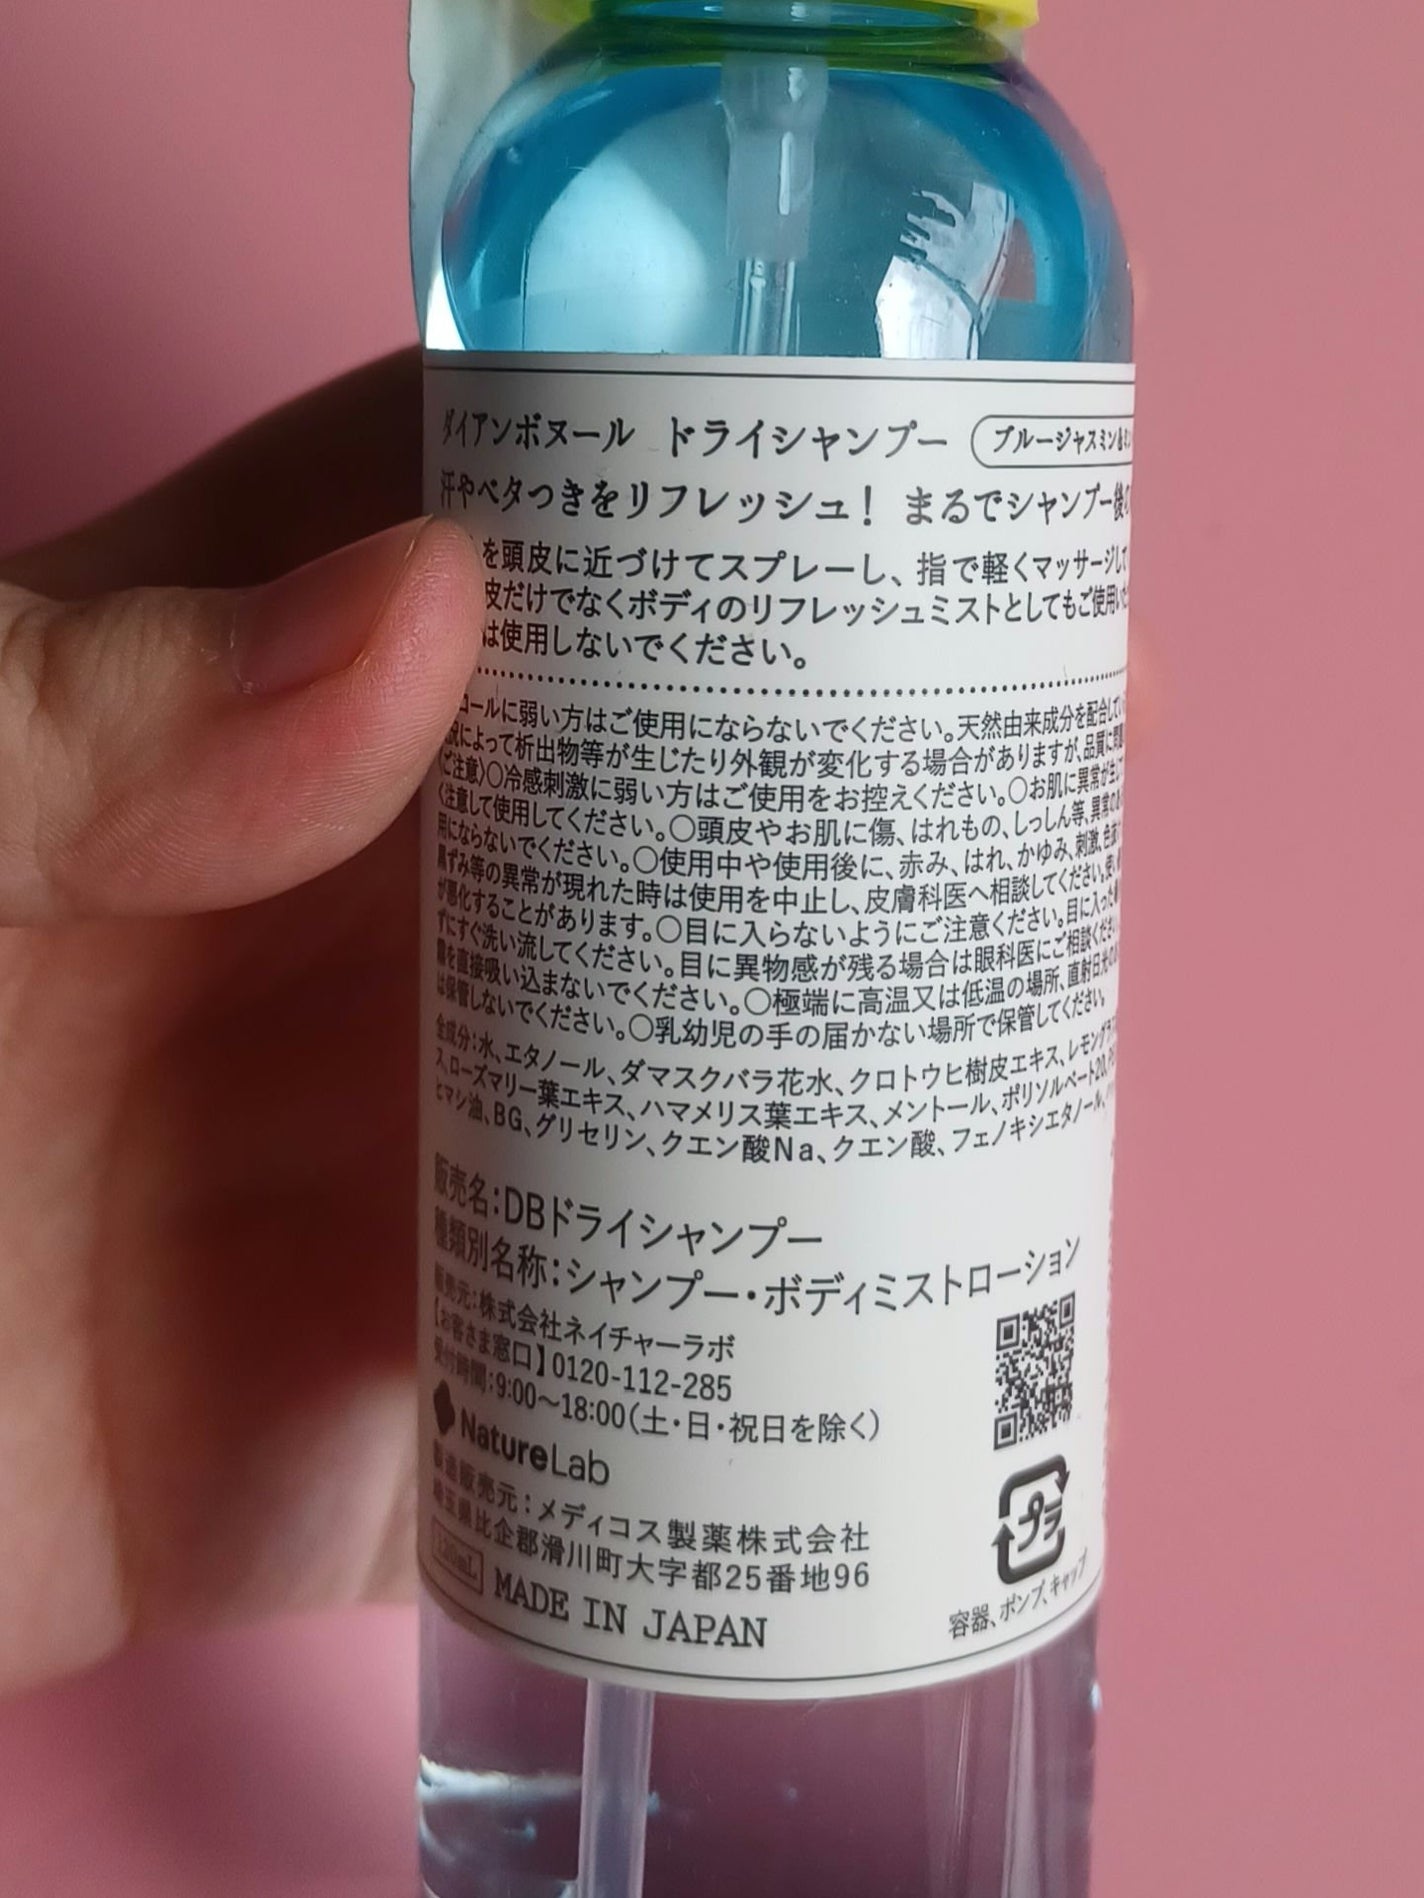 ダイアンボヌール ドライシャンプー ブルージャスミン&ミン
汗やベタつきをリフレッシュ! まるでシャンプー後の
を頭皮に近づけてスプレーし、指で軽くマッサージして
皮だけでなくボディのリフレッシュミストとしてもご使用いた
は使用しないでください。
コールに弱い方はご使用にならないでください。天然由来成分を配合してい
況によって析出物等が生じたり外観が変化する場合がありますが、品質に問題
〈ご注意〉〇冷感刺激に弱い方はご使用をお控えください。〇お肌に異常が生じて
く注意して使用してください。〇頭皮やお肌に傷、はれもの、しっしん等、異常のある
用にならないでください。〇使用中や使用後に、赤み、はれ、かゆみ、刺激、色抜け
黒ずみ等の異常が現れた時は使用を中止し、皮膚科医へ相談してください。使い
が悪化することがあります。〇目に入らないようにご注意ください。目に入った
ずにすぐ洗い流してください。目に異物感が残る場合は眼科医にご相談ください
霧を直接吸い込まないでください。〇極端に高温又は低温の場所、直射日光の
は保管しないでください。〇乳幼児の手の届かない場所で保管してください。
全成分:水、エタノール、ダマスクバラ花水、クロトウヒ樹皮エキス、レモングラ
ス、ローズマリー葉エキス、ハマメリス葉エキス、メントール、ポリソルベート20、
ヒマシ油、BG、グリセリン、クエン酸Na、クエン酸、フェノキシエタノール、
販売名:DBドライシャンプー
種類別名称:シャンプー・ボディミストローション
販売元:株式会社ネイチャーラボ
【お客さま窓口】0120-112-285
受付時間:9:00〜18:00(土・日・祝日を除く)
NatureLab
製造販売元:メディコス製薬株式会社
埼玉県比企郡滑川町大字都25番地96
120mL MADE IN JAPAN
プラ
容器、ポンプ、キャップ